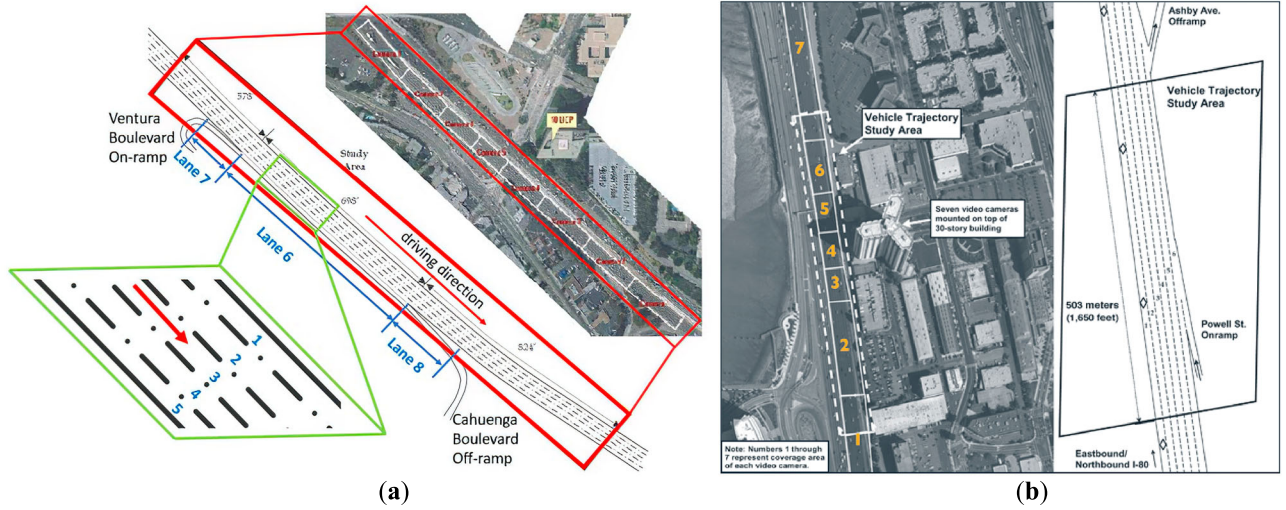 578'
Ventura
Boulevard
On-ramp
Lane 7
Study
Area
698'
Lane 6
driving direction
Lane 8
524'
Cahuenga
Boulevard
Off-ramp
1
2
3
4
5
(a)
7
6
5
4
3
2
1
Vehicle Trajectory
Study Area
Seven video cameras
mounted on top of
30-story building
Note: Numbers 1 through
7 represent coverage area
of each video camera.
Ashby Ave.
Offramp
Vehicle Trajectory
Study Area
503 meters
(1,650 feet)
Powell St.
Onramp
Eastbound/
Northbound I-80
(b)